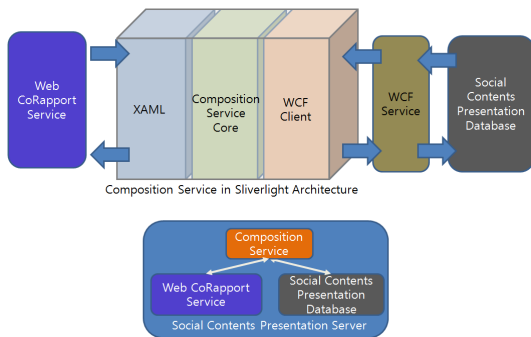 Web
CoRapport
Service
XAML
Composition
Service
Core
WCF
Client
WCF
Service
Social
Contents
Presentation
Database
Composition Service in Sliverlight Architecture
Composition
Service
Web CoRapport
Service
Social Contents
Presentation
Database
Social Contents Presentation Server